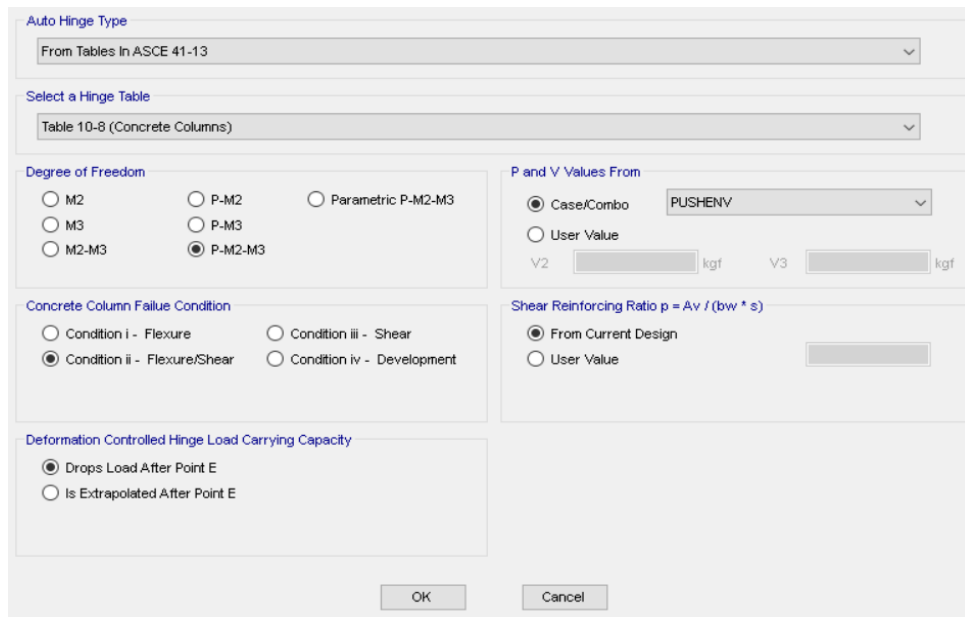 Auto Hinge Type
From Tables In ASCE 41-13
Select a Hinge Table
Table 10-8 (Concrete Columns)
Degree of Freedom
M2
P-M2
Parametric P-M2-M3
M3
P-M3
M2-M3
P-M2-M3
P and V Values From
Case/Combo
PUSHENV
User Value
V2
kgf
V3
kgf
Concrete Column Failue Condition
Condition i - Flexure
Condition iii - Shear
Condition ii - Flexure/Shear
Condition iv - Development
Shear Reinforcing Ratio p = Av / (bw * s)
From Current Design
User Value
Deformation Controlled Hinge Load Carrying Capacity
Drops Load After Point E
Is Extrapolated After Point E
OK
Cancel